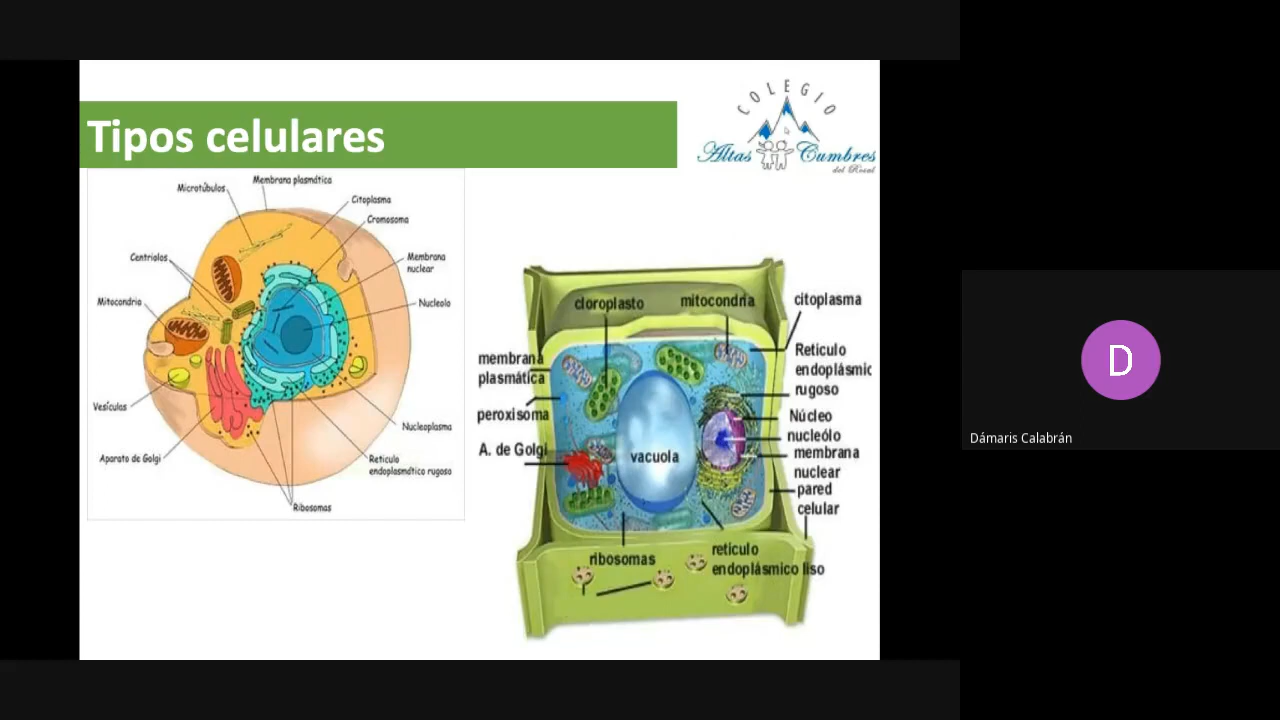 Tipos celulares
COLEGIO
Altas Cumbres
del Rosal
Membrana plasmática
Microtúbulos
Citoplasma
Cromosoma
Centriolos
Membrana
nuclear
Mitocondria
Nucleolo
Vesículas
Nucleoplasma
Aparato de Golgi
Retículo
endoplasmático rugoso
Ribosomas
cloroplasto
mitocondria
citoplasma
membrana
plasmática
Retículo
endoplásmic
rugoso
peroxisoma
Núcleo
nucleólo
A. de Golgi
vacuola
membrana
nuclear
pared
celular
ribosomas
retículo
endoplásmico liso
D
Dámaris Calabrán